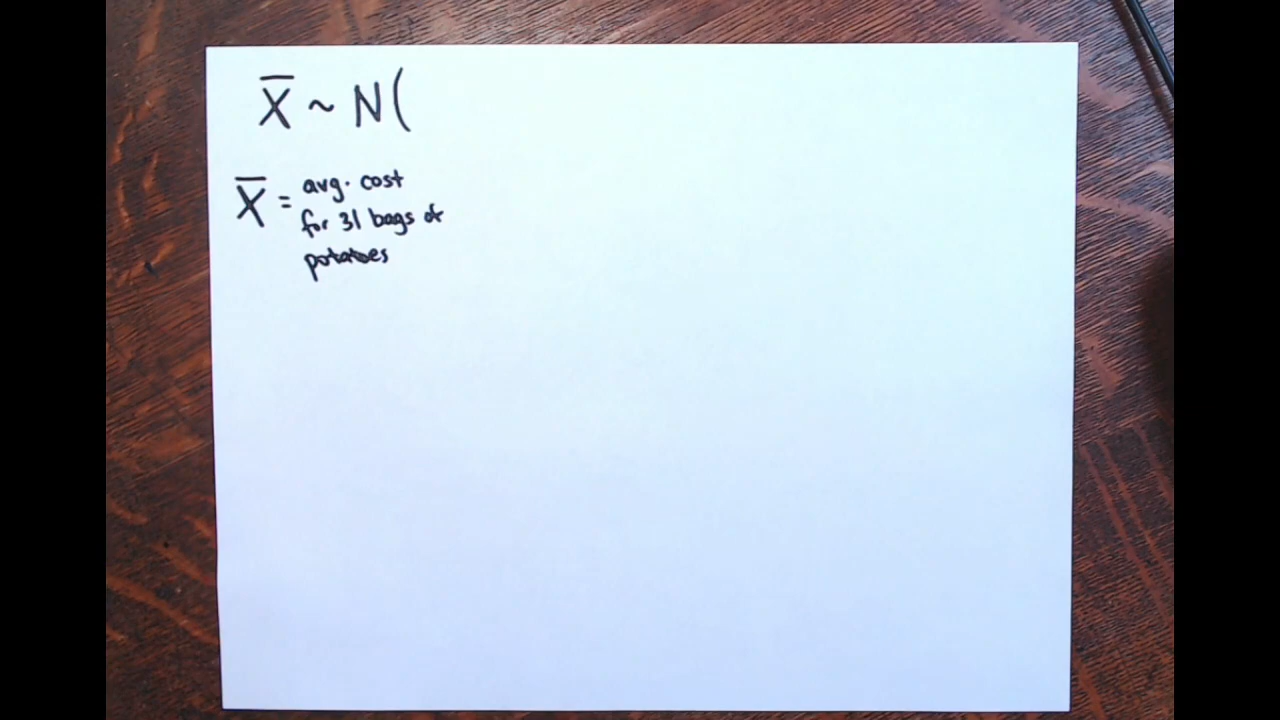 X̄ ~ N(
X̄ = avg. cost
for 31 bags of
potatoes